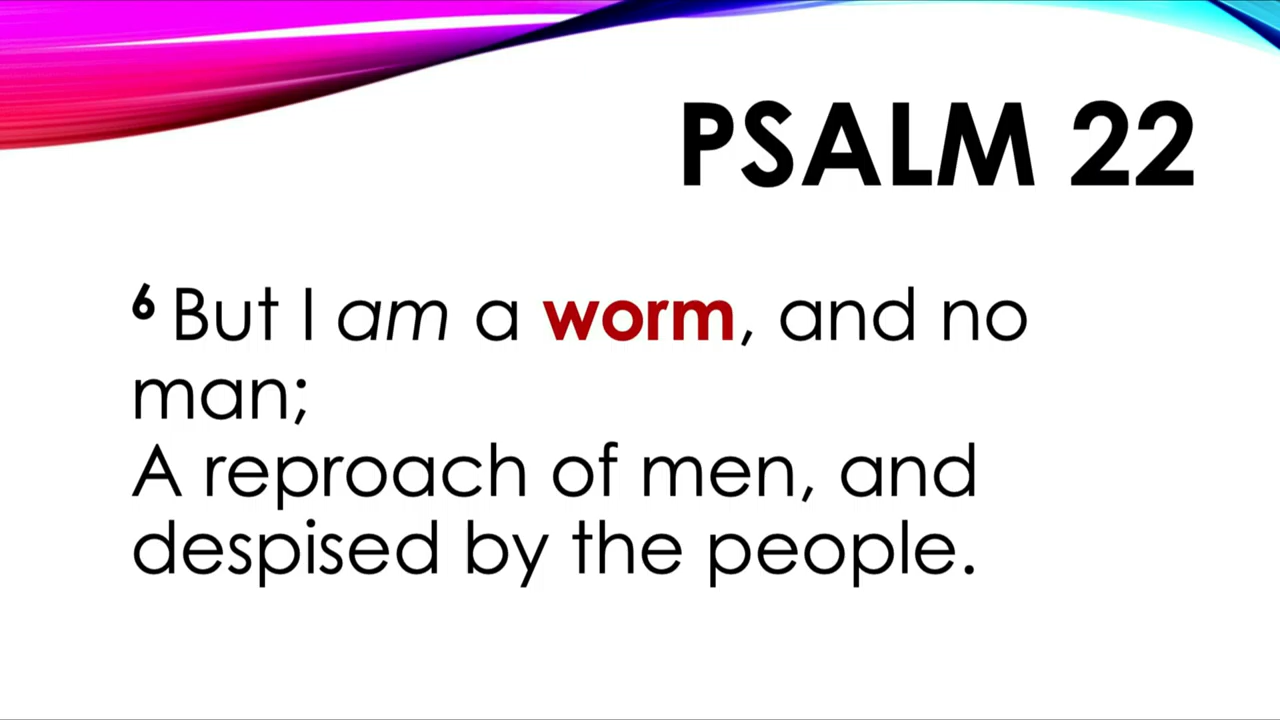 PSALM 22
6 But I am a worm, and no
man;
A reproach of men, and
despised by the people.